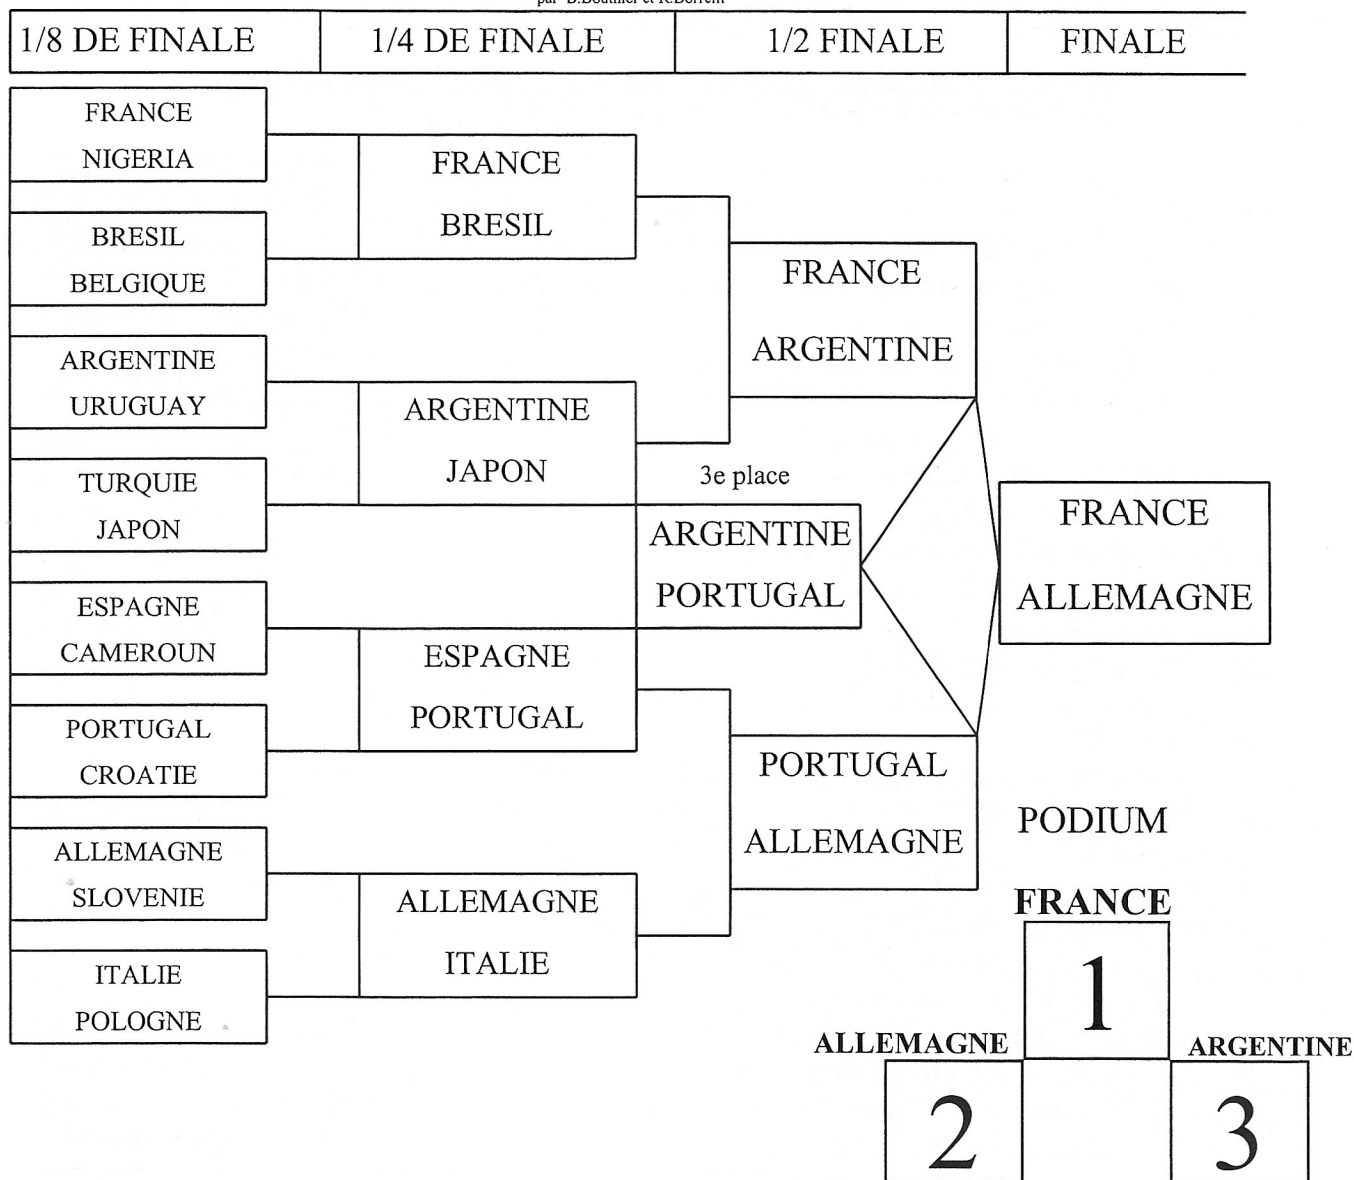 1/8 DE FINALE
1/4 DE FINALE
1/2 FINALE
FINALE
FRANCE
NIGERIA
BRESIL
BELGIQUE
ARGENTINE
URUGUAY
TURQUIE
JAPON
ESPAGNE
CAMEROUN
PORTUGAL
CROATIE
ALLEMAGNE
SLOVENIE
ITALIE
POLOGNE
FRANCE
BRESIL
ARGENTINE
JAPON
ESPAGNE
PORTUGAL
ALLEMAGNE
ITALIE
FRANCE
ARGENTINE
3e place
ARGENTINE
PORTUGAL
PORTUGAL
ALLEMAGNE
FRANCE
ALLEMAGNE
PODIUM
FRANCE
1
ALLEMAGNE
2
ARGENTINE
3